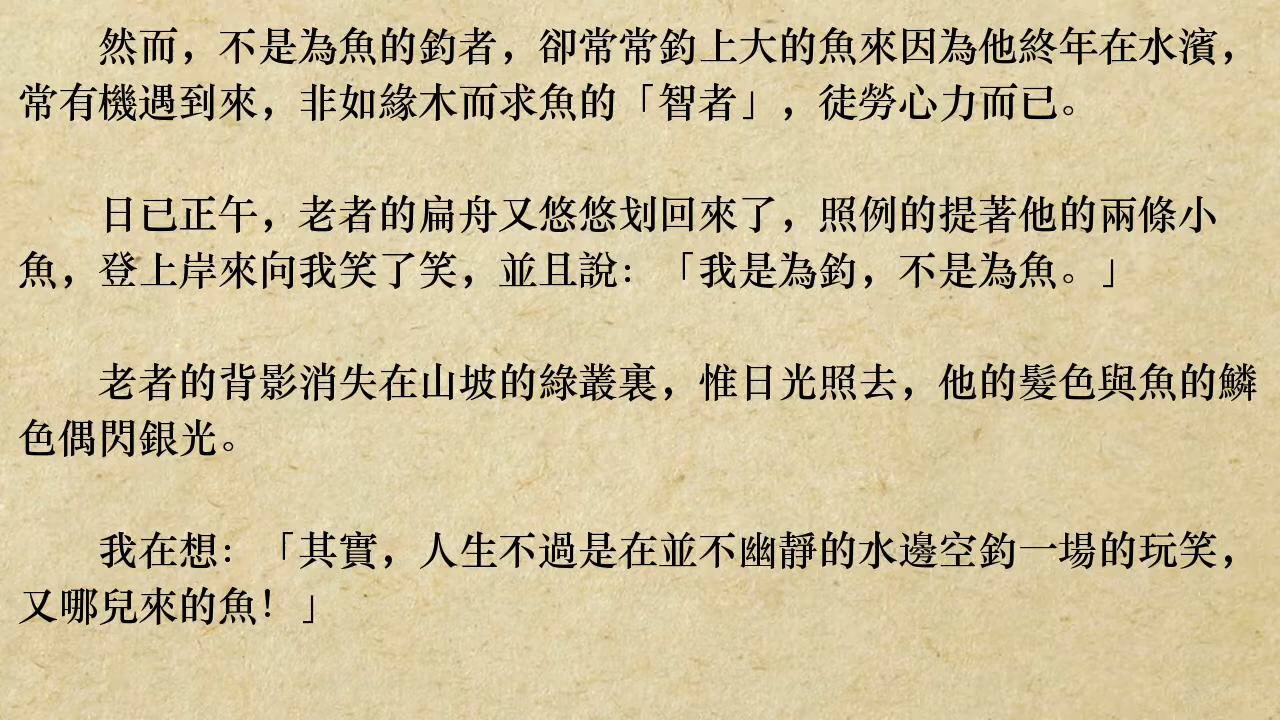 然而，不是為魚的釣者，卻常常釣上大的魚來因為他終年在水濱，
常有機遇到來，非如緣木而求魚的「智者」，徒勞心力而已。
日已正午，老者的扁舟又悠悠划回來了，照例的提著他的兩條小
魚，登上岸來向我笑了笑，並且說：「我是為釣，不是為魚。」
老者的背影消失在山坡的綠叢裏，惟日光照去，他的髮色與魚的鱗
色偶閃銀光。
我在想：「其實，人生不過是在並不幽靜的水邊空釣一場的玩笑，
又哪兒來的魚！」